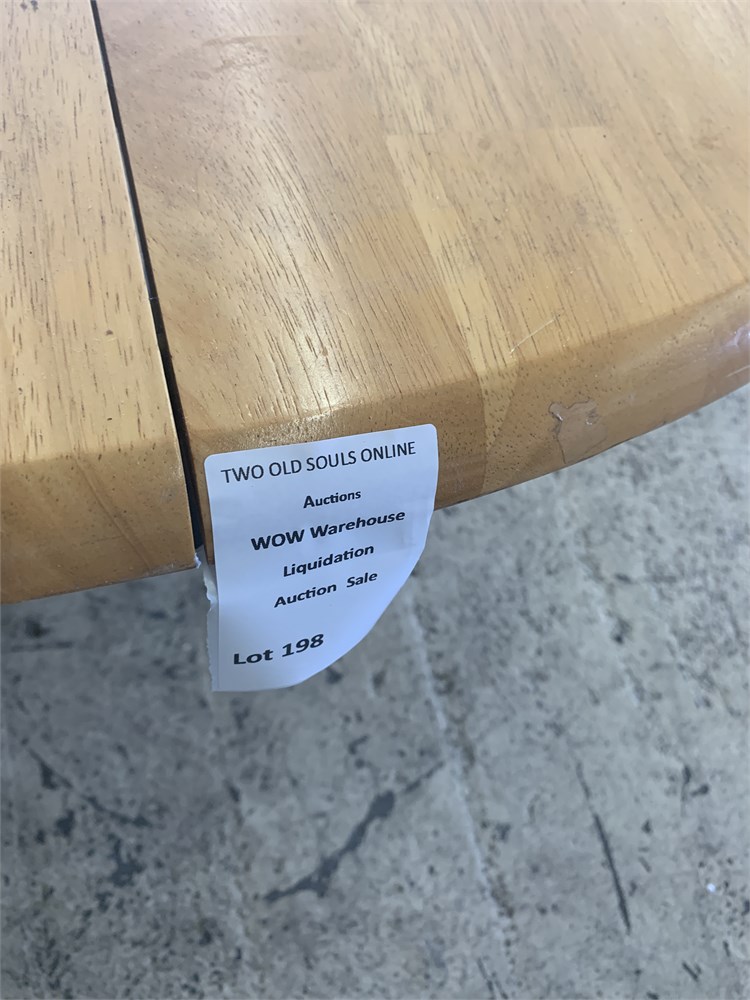 TWO OLD SOULS ONLINE
Auctions
WOW Warehouse
Liquidation
Auction Sale
Lot 198